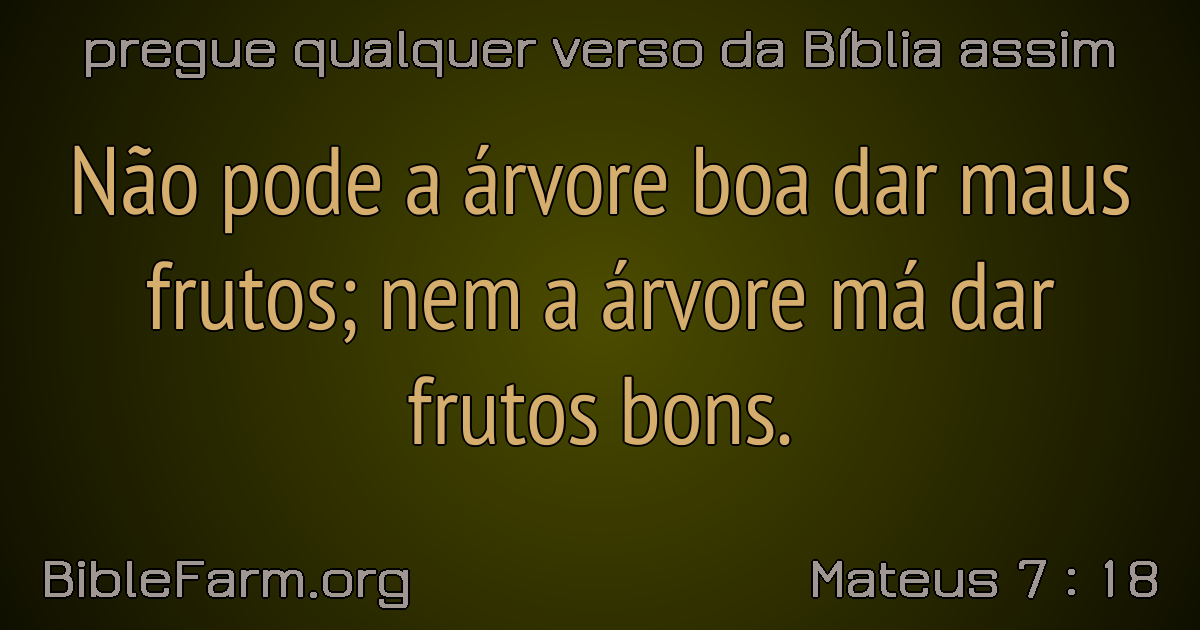 pregue qualquer verso da Bíblia assim
Não pode a árvore boa dar maus
frutos; nem a árvore má dar
frutos bons.
BibleFarm.org
Mateus 7 : 18